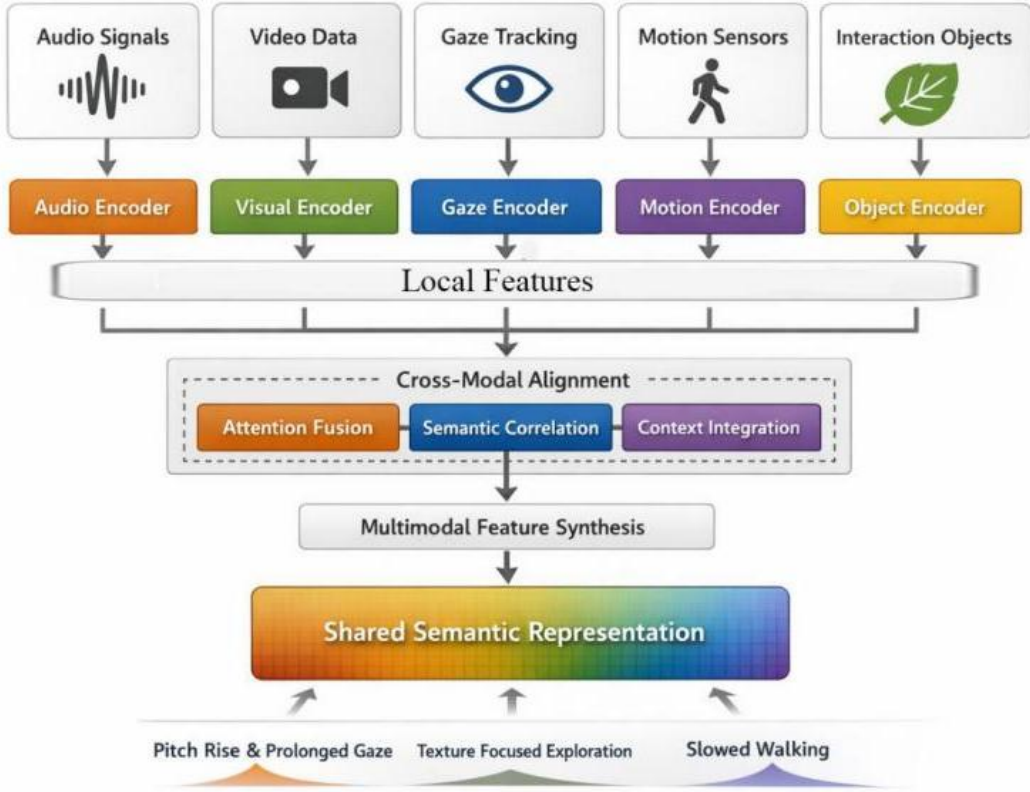 Audio Signals
Video Data
Gaze Tracking
Motion Sensors
Interaction Objects
Audio Encoder
Visual Encoder
Gaze Encoder
Motion Encoder
Object Encoder
Local Features
Cross-Modal Alignment
Attention Fusion
Semantic Correlation
Context Integration
Multimodal Feature Synthesis
Shared Semantic Representation
Pitch Rise & Prolonged Gaze
Texture Focused Exploration
Slowed Walking